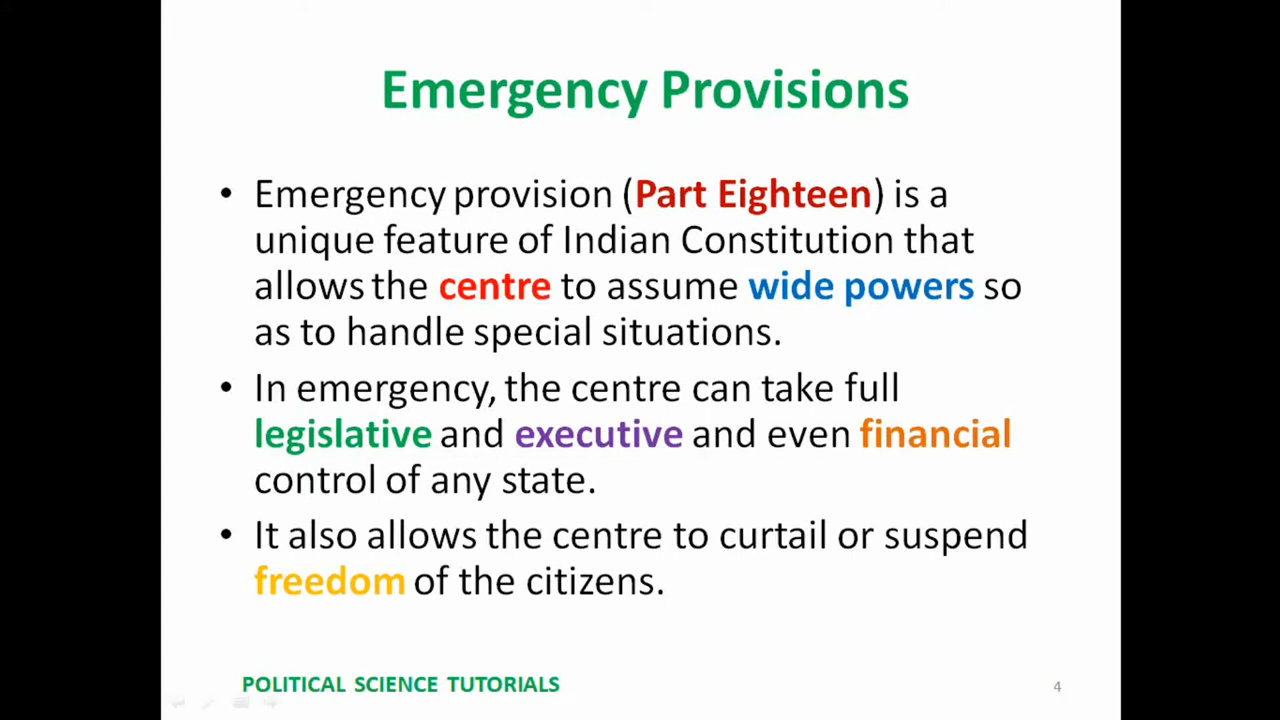 Emergency Provisions
• Emergency provision (Part Eighteen) is a
unique feature of Indian Constitution that
allows the centre to assume wide powers so
as to handle special situations.
• In emergency, the centre can take full
legislative and executive and even financial
control of any state.
• It also allows the centre to curtail or suspend
freedom of the citizens.
POLITICAL SCIENCE TUTORIALS
4